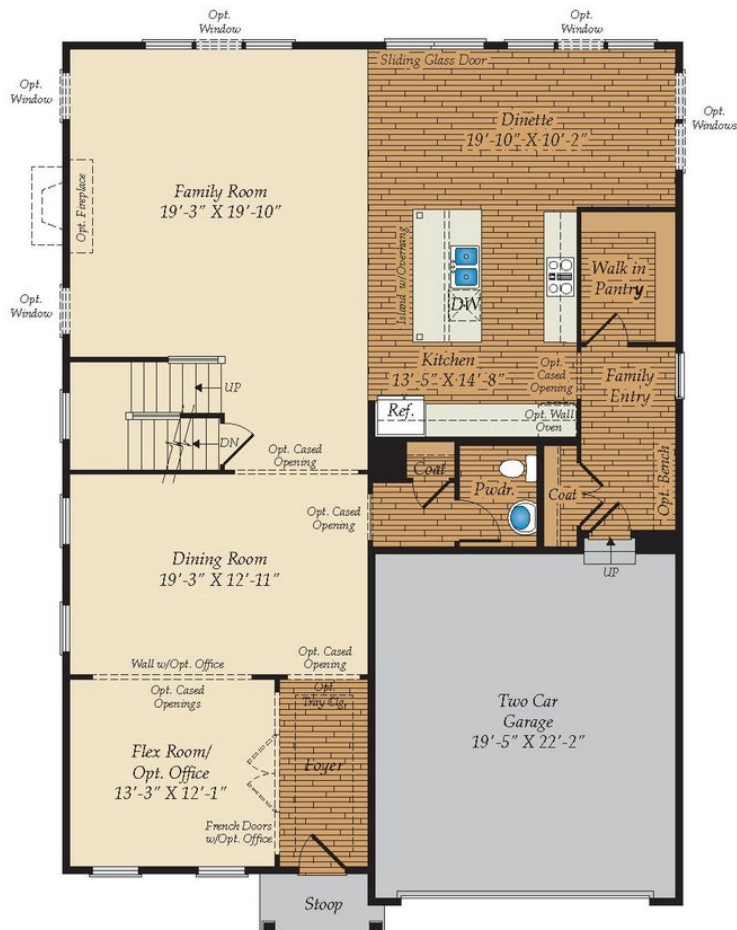 Opt.
Window
Opt.
Window
Opt.
Window
Sliding Glass Door
Opt.
Windows
Dinette
19'-10" X 10'-2"
Family Room
19'-3" X 19'-10"
Opt. Fireplace
Island w/Overhang
Walk in
Pantry
DW
Opt.
Window
Kitchen
13'-5" X 14'-8"
Opt.
Cased
Opening
Family
Entry
UP
Ref.
Opt. Wall
Oven
DN
Opt. Cased
Opening
Coat
Pwdr.
Coat
Opt. Bench
Opt. Cased
Opening
UP
Dining Room
19'-3" X 12'-11"
Wall w/Opt. Office
Opt. Cased
Opening
Opt. Cased
Openings
Opt.
Tray Clg.
Two Car
Garage
19'-5" X 22'-2"
Flex Room/
Opt. Office
13'-3" X 12'-1"
Foyer
French Doors
w/Opt. Office
Stoop